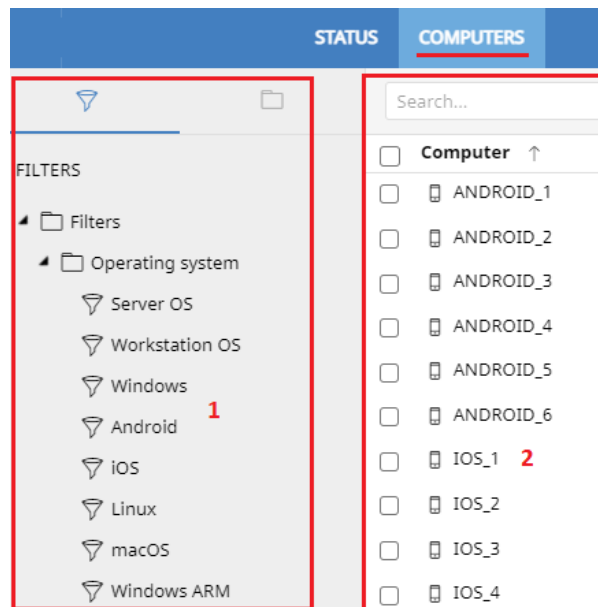 STATUS COMPUTERS
FILTERS
Filters
Operating system
Server OS
Workstation OS
Windows
Android
iOS
Linux
macOS
Windows ARM
1
Search...
Computer ↑
ANDROID_1
ANDROID_2
ANDROID_3
ANDROID_4
ANDROID_5
ANDROID_6
IOS_1 2
IOS_2
IOS_3
IOS_4